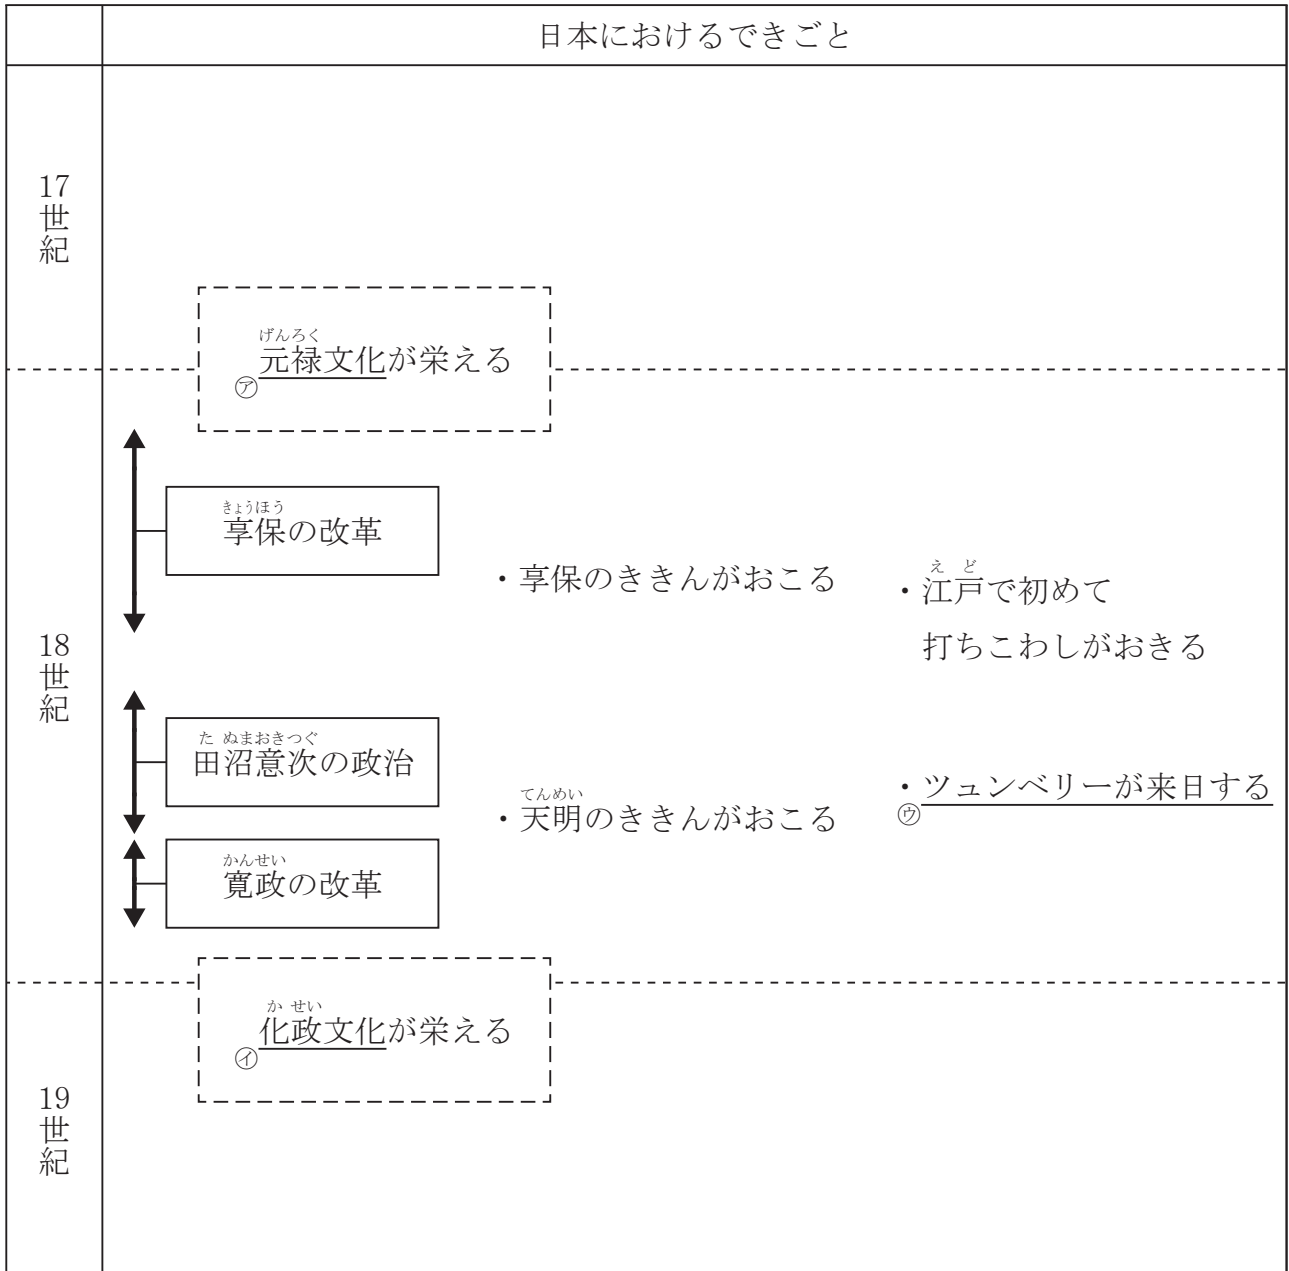 日本におけるできごと
17世紀
げんろく
元禄文化が栄える
㋐
18世紀
きょうほう
享保の改革
・享保のききんがおこる
えど
・江戸で初めて
打ちこわしがおきる
たぬまおきつぐ
田沼意次の政治
てんめい
・天明のききんがおこる
・ツュンベリーが来日する
㋒
かんせい
寛政の改革
かせい
化政文化が栄える
㋑
19世紀